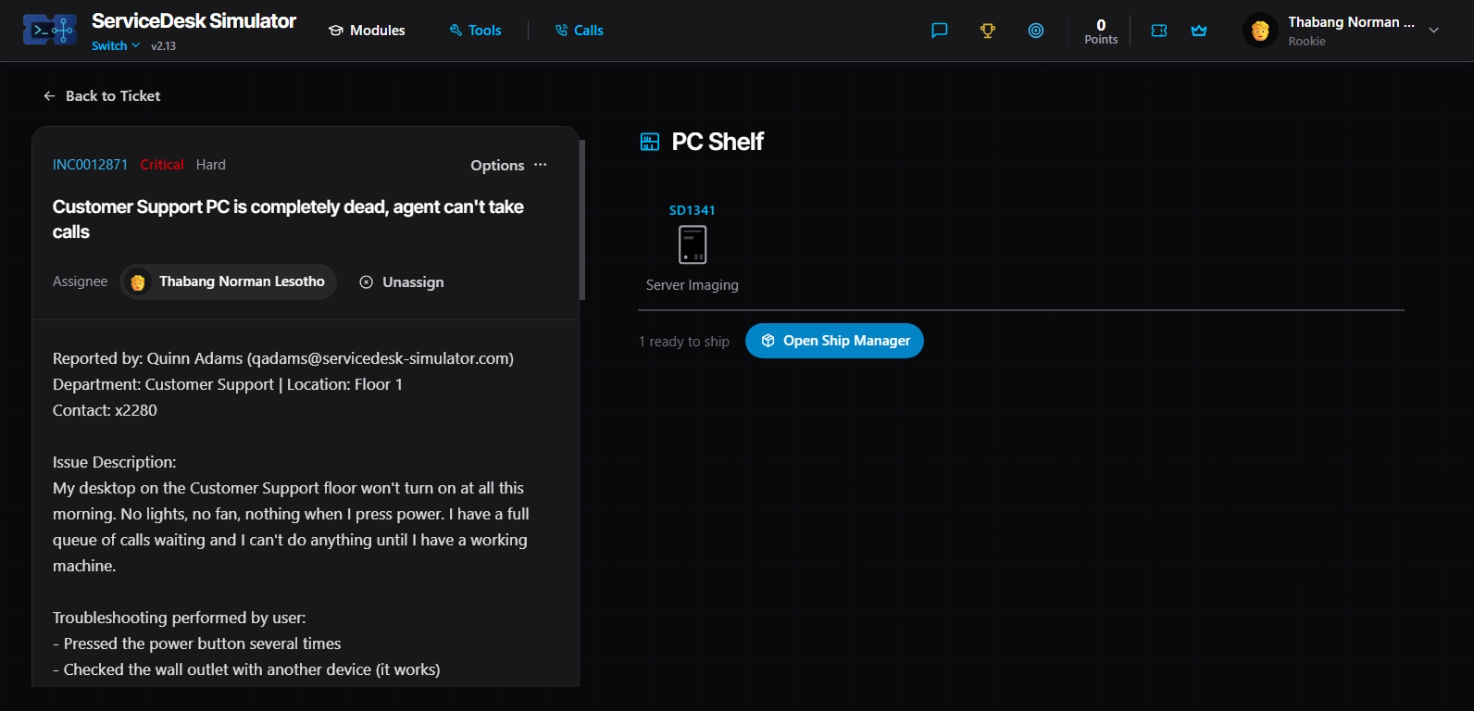 ServiceDesk Simulator
Switch v2.13
Modules
Tools
Calls
0
Points
Thabang Norman ...
Rookie
Back to Ticket
INC0012871 Critical Hard
Options ...
Customer Support PC is completely dead, agent can't take
calls
Assignee Thabang Norman Lesotho Unassign
Reported by: Quinn Adams (qadams@servicedesk-simulator.com)
Department: Customer Support | Location: Floor 1
Contact: x2280
Issue Description:
My desktop on the Customer Support floor won't turn on at all this
morning. No lights, no fan, nothing when I press power. I have a full
queue of calls waiting and I can't do anything until I have a working
machine.
Troubleshooting performed by user:
- Pressed the power button several times
- Checked the wall outlet with another device (it works)
PC Shelf
SD1341
Server Imaging
1 ready to ship
Open Ship Manager